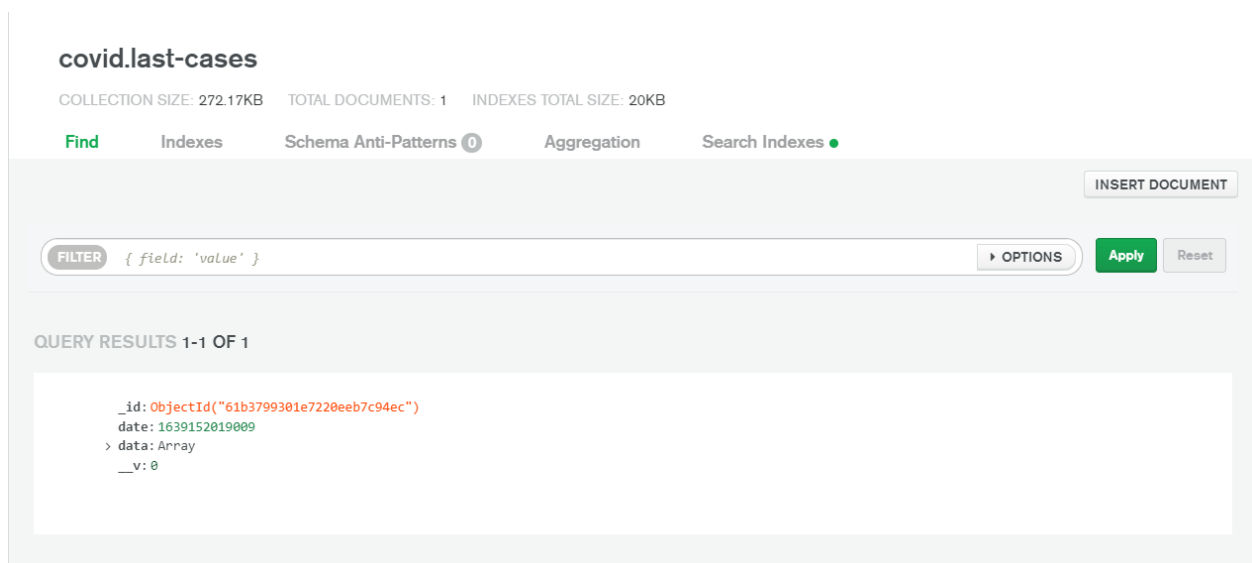 covid.last-cases
COLLECTION SIZE: 272.17KB TOTAL DOCUMENTS: 1 INDEXES TOTAL SIZE: 20KB
Find Indexes Schema Anti-Patterns 0 Aggregation Search Indexes
INSERT DOCUMENT
FILTER { field: 'value' } OPTIONS Apply Reset
QUERY RESULTS 1-1 OF 1
_id: ObjectId("61b3799301e7220eeb7c94ec")
date: 1639152019009
> data: Array
__v: 0